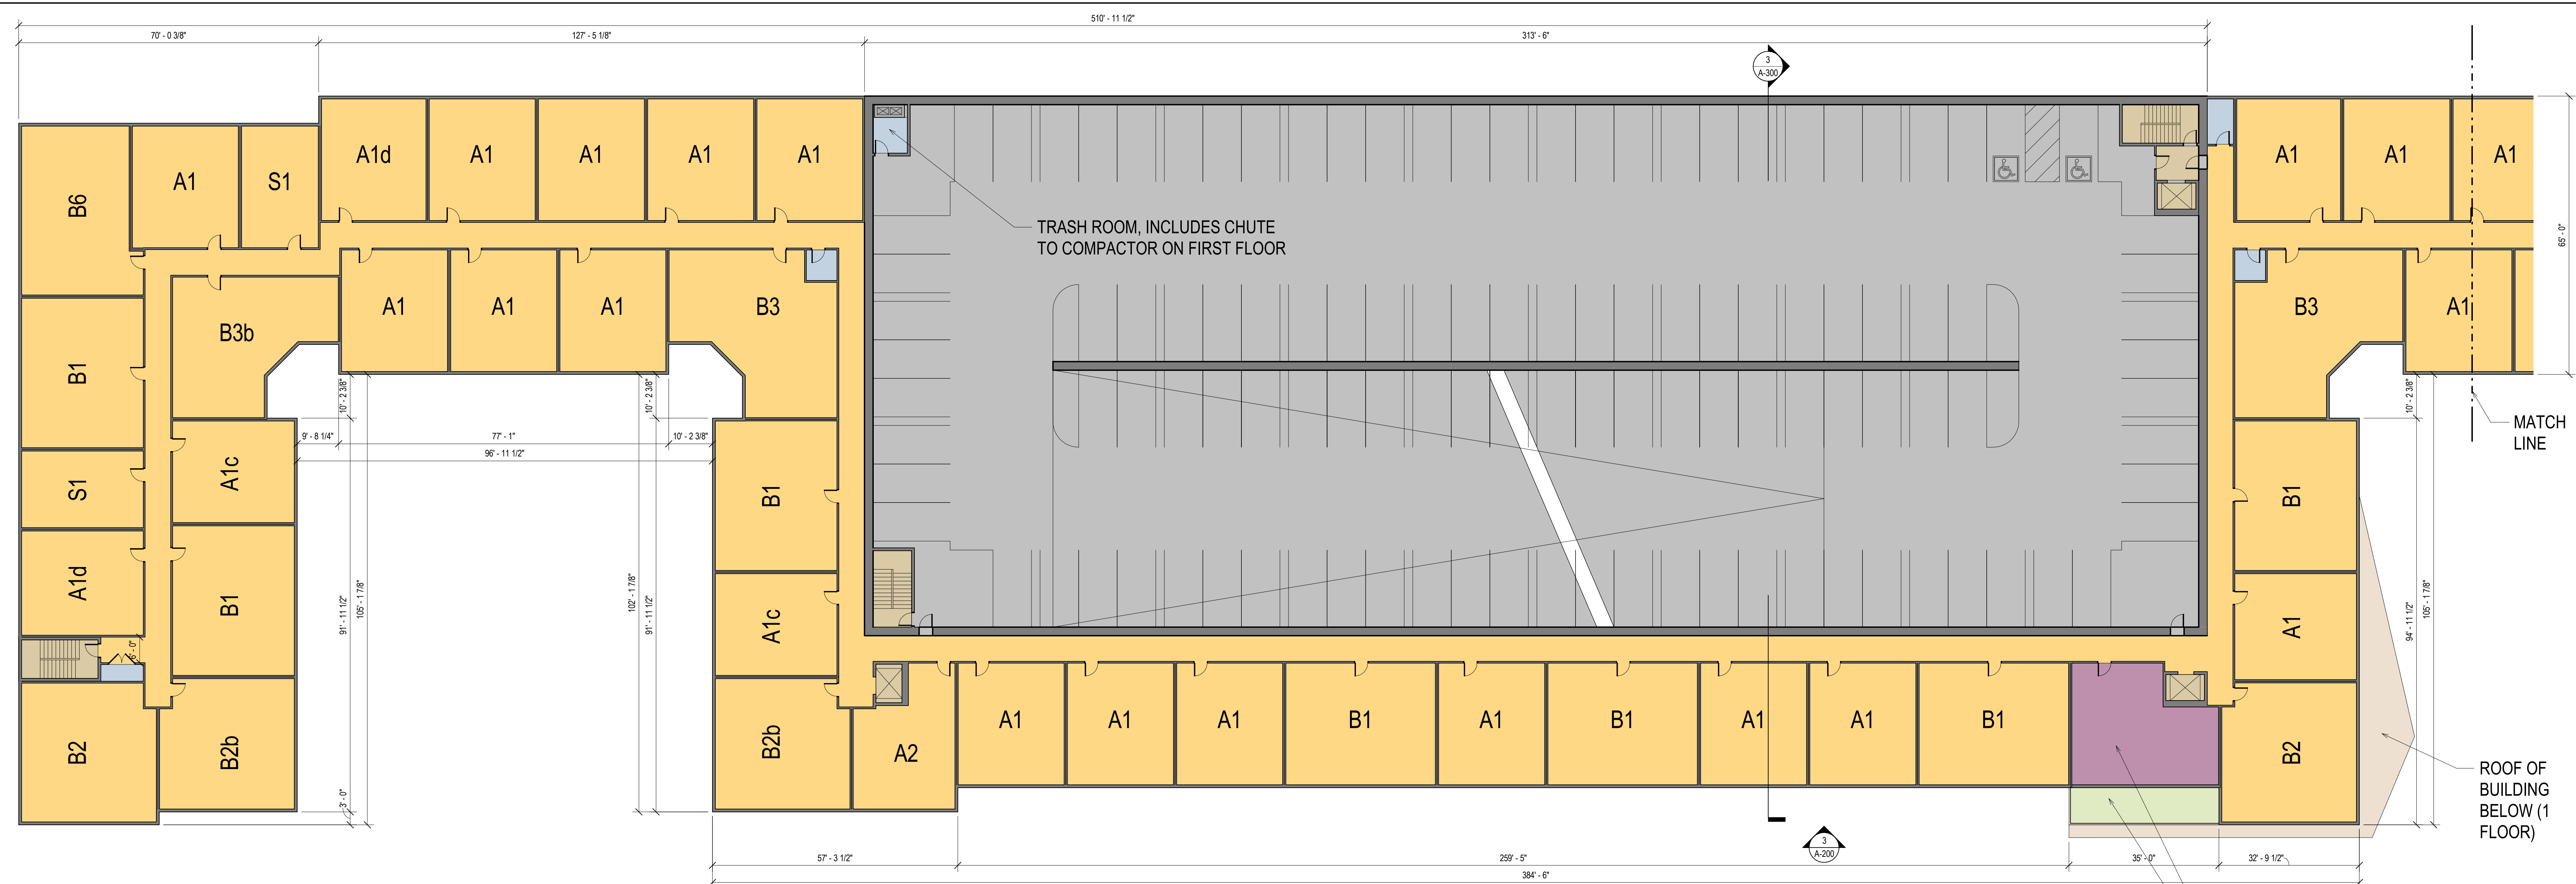 510' - 11 1/2"
70' - 0 3/8"
127' - 5 1/8"
313' - 6"
3
A-300
B6
A1
S1
A1d
A1
A1
A1
A1
A1
A1
A1
65' - 0"
TRASH ROOM, INCLUDES CHUTE
TO COMPACTOR ON FIRST FLOOR
B3b
A1
A1
A1
B3
B3
A1
B1
10' - 2 3/8"
10' - 2 3/8"
10' - 2 3/8"
9' - 8 1/4"
77' - 1"
10' - 2 3/8"
96' - 11 1/2"
MATCH
LINE
S1
A1c
B1
B1
A1d
B1
A1c
A1
91' - 11 1/2"
105' - 1 7/8"
102' - 1 7/8"
91' - 11 1/2"
94' - 11 1/2"
105' - 1 7/8"
6' - 0"
B2
B2b
B2b
A2
A1
A1
A1
B1
A1
B1
A1
A1
B1
B2
3' - 0"
ROOF OF
BUILDING
BELOW (1
FLOOR)
3
A-200
57' - 3 1/2"
259' - 5"
35' - 0"
32' - 9 1/2"
384' - 6"